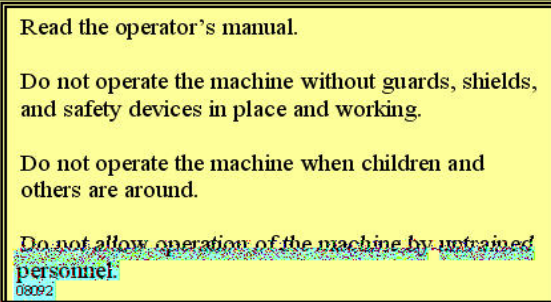 Read the operator's manual.
Do not operate the machine without guards, shields,
and safety devices in place and working.
Do not operate the machine when children and
others are around.
Do not allow operation of the machine by untrained
personnel.
08092